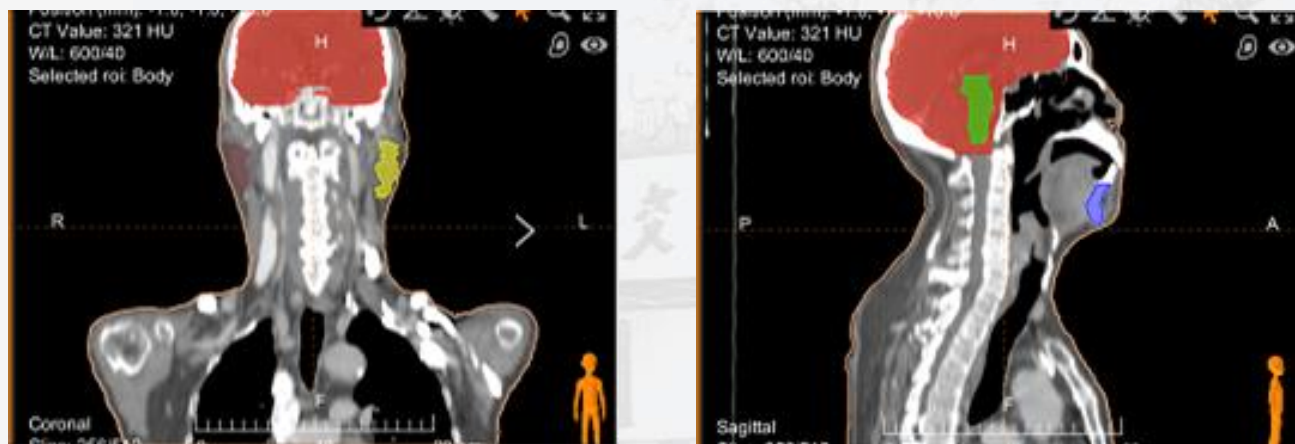 CT Value: 321 HU
W/L: 600/40
Selected roi: Body
H
R
L
F
Coronal
CT Value: 321 HU
W/L: 600/40
Selected roi: Body
H
P
A
F
Sagittal